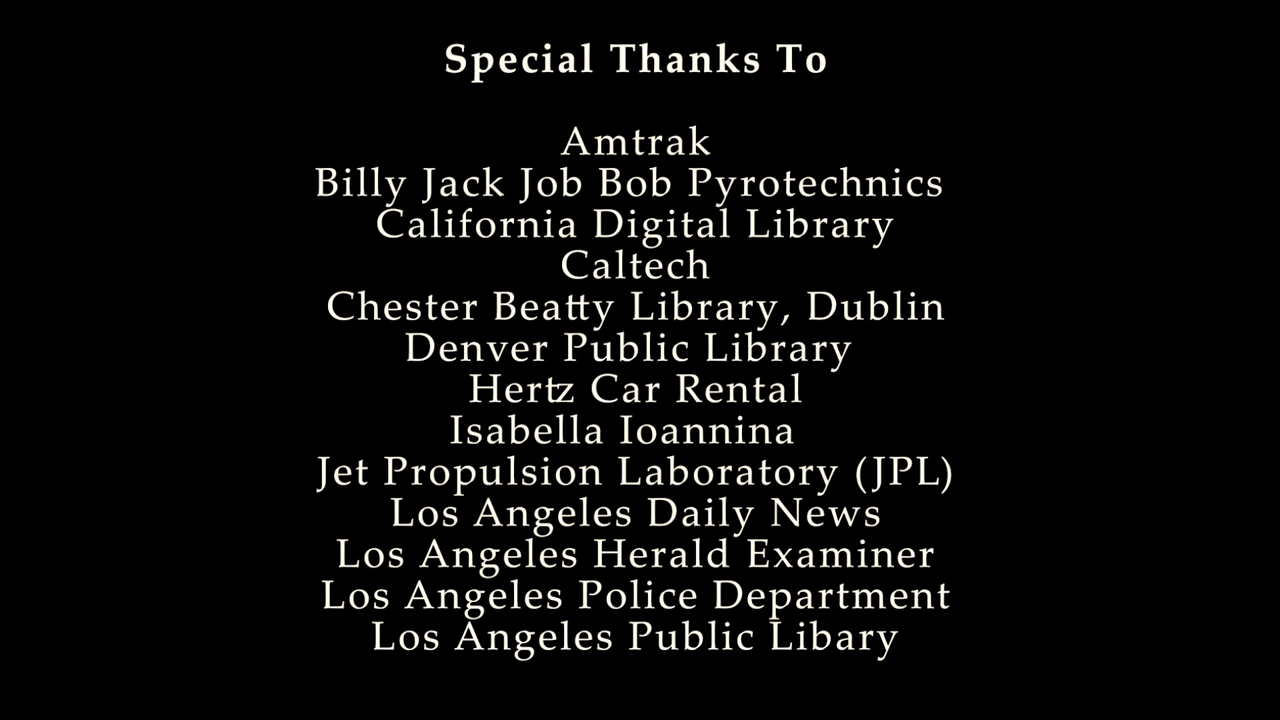 Special Thanks To
Amtrak
Billy Jack Job Bob Pyrotechnics
California Digital Library
Caltech
Chester Beatty Library, Dublin
Denver Public Library
Hertz Car Rental
Isabella Ioannina
Jet Propulsion Laboratory (JPL)
Los Angeles Daily News
Los Angeles Herald Examiner
Los Angeles Police Department
Los Angeles Public Libary